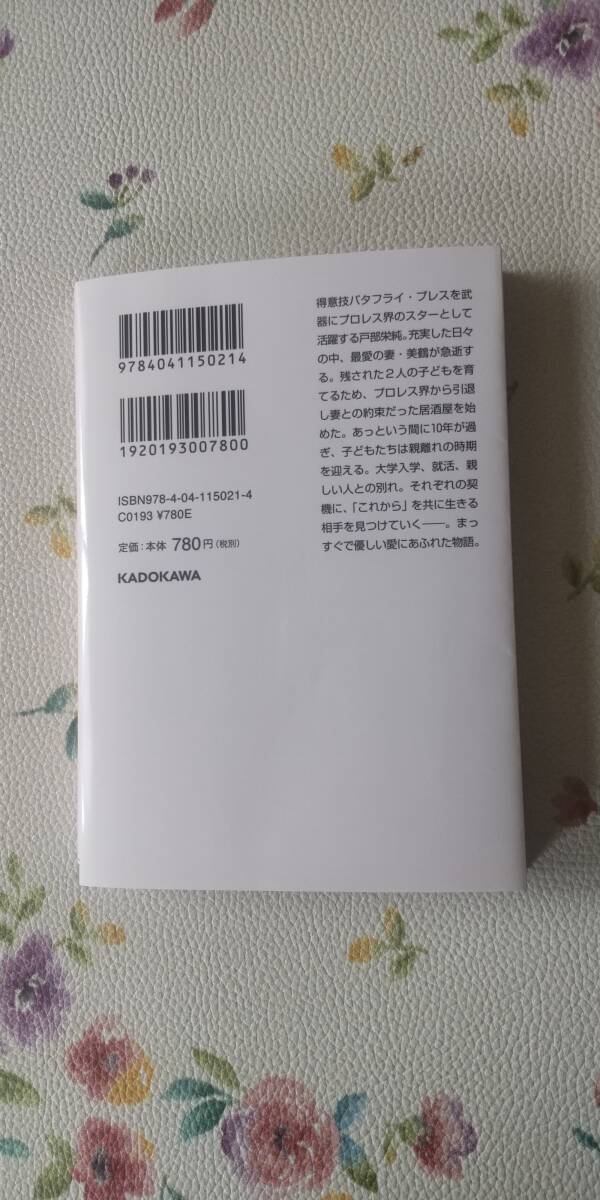 9784041150214
1920193007800
ISBN978-4-04-115021-4
C0193 ¥780E
定価:本体 780円(税別)
KADOKAWA
得意技バタフライ・プレスを武
器にプロレス界のスターとして
活躍する戸部栄純。充実した日々
の中、最愛の妻・美鶴が急逝す
る。残された2人の子どもを育
てるため、プロレス界から引退
し妻との約束だった居酒屋を始
めた。あっという間に10年が過
ぎ、子どもたちは親離れの時期
を迎える。大学入学、就活、親
しい人との別れ。それぞれの契
機に、「これから」を共に生きる
相手を見つけていく――。まっ
すぐで優しい愛にあふれた物語。